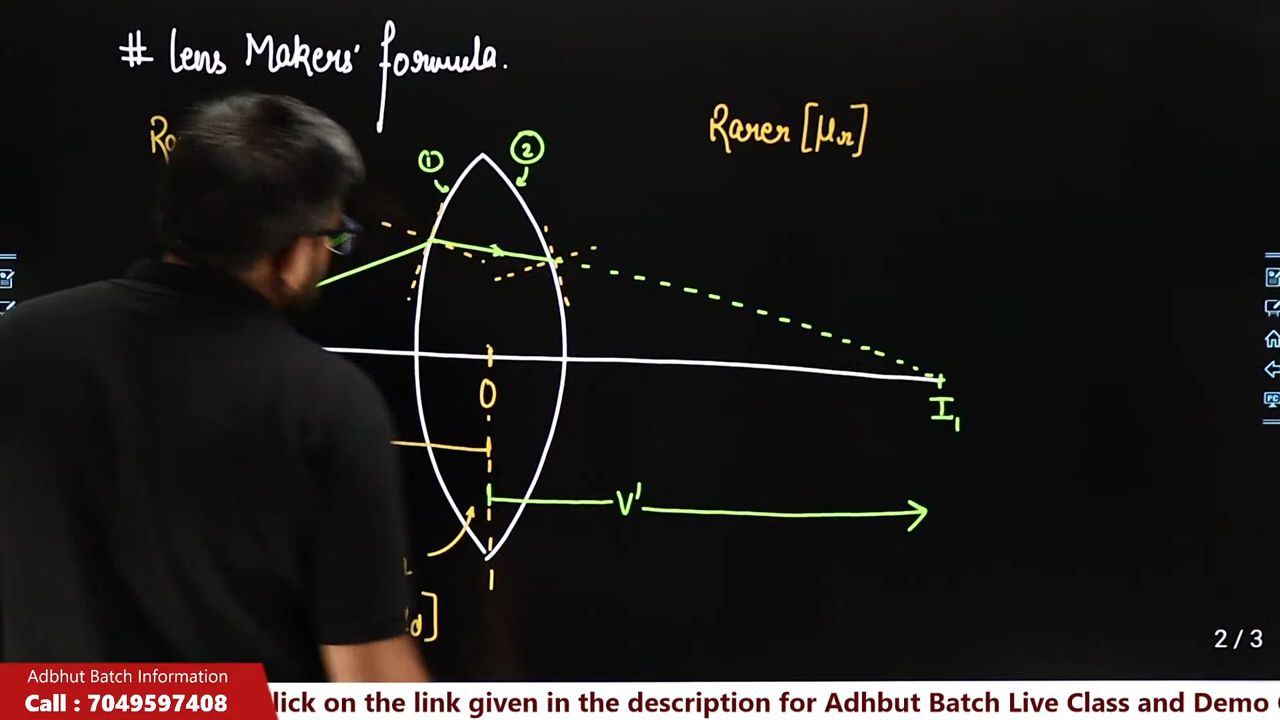 # Lens Makers' formula.
Rarer [μr]
① ②
O
I1
V'
d]
2 / 3
Adbhut Batch Information
Call : 7049597408
lick on the link given in the description for Adhbut Batch Live Class and Demo